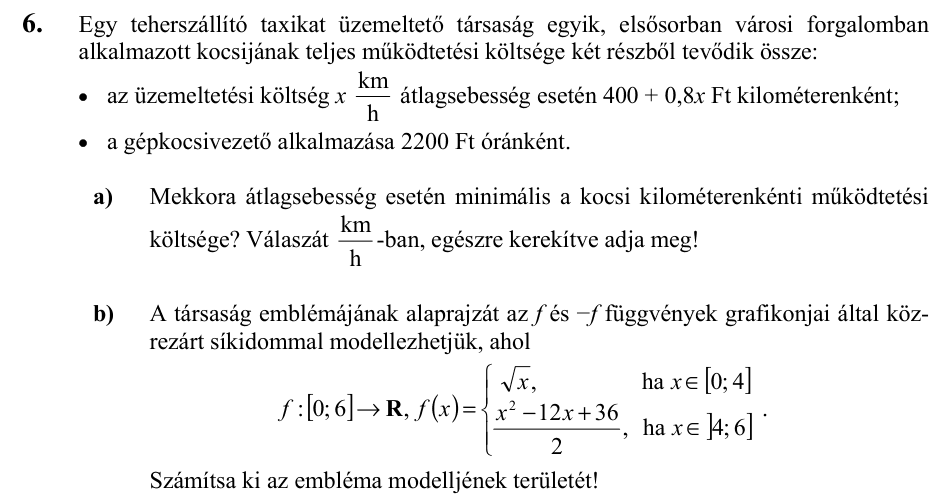 6. Egy teherszállító taxikat üzemeltető társaság egyik, elsősorban városi forgalomban
alkalmazott kocsijának teljes működtetési költsége két részből tevődik össze:
• az üzemeltetési költség x km/h átlagsebesség esetén 400 + 0,8x Ft kilométerenként;
• a gépkocsivezető alkalmazása 2200 Ft óránként.
a) Mekkora átlagsebesség esetén minimális a kocsi kilométerenkénti működtetési
költsége? Válaszát km/h -ban, egészre kerekítve adja meg!
b) A társaság emblémájának alaprajzát az f és −f függvények grafikonjai által köz-
rezárt síkidommal modellezhetjük, ahol
f : [0; 6] → R, f(x) = { √x, ha x ∈ [0; 4]
(x² − 12x + 36)/2, ha x ∈ ]4; 6] .
Számítsa ki az embléma modelljének területét!